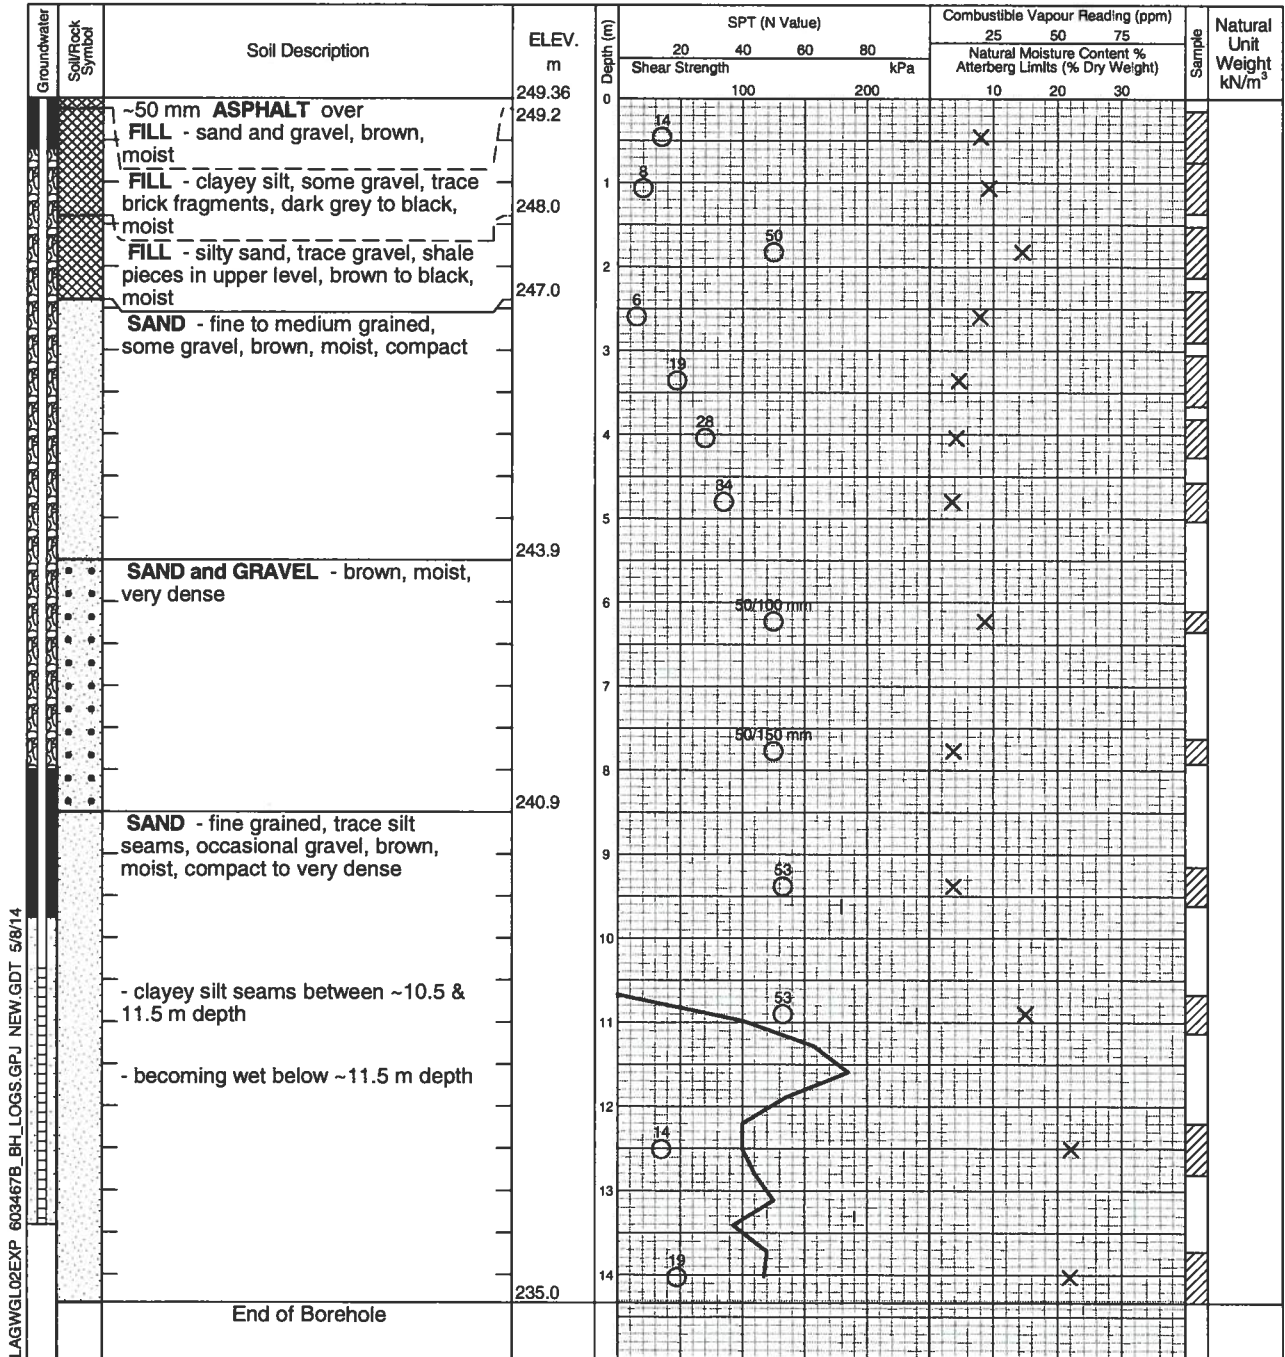 Groundwater
Soil/Rock
Symbol
Soil Description
ELEV.
m
Depth (m)
SPT (N Value)
20 40 60 80
Shear Strength kPa
100 200
Combustible Vapour Reading (ppm)
25 50 75
Natural Moisture Content %
Atterberg Limits (% Dry Weight)
10 20 30
Sample
Natural
Unit
Weight
kN/m³
249.36
~50 mm ASPHALT over
249.2
FILL - sand and gravel, brown,
moist
FILL - clayey silt, some gravel, trace
brick fragments, dark grey to black,
248.0
moist
FILL - silty sand, trace gravel, shale
pieces in upper level, brown to black,
moist
247.0
SAND - fine to medium grained,
some gravel, brown, moist, compact
243.9
SAND and GRAVEL - brown, moist,
very dense
240.9
SAND - fine grained, trace silt
seams, occasional gravel, brown,
moist, compact to very dense
- clayey silt seams between ~10.5 &
11.5 m depth
- becoming wet below ~11.5 m depth
235.0
End of Borehole
0
1
2
3
4
5
6
7
8
9
10
11
12
13
14
14
8
50
6
19
28
34
50/100 mm
50/150 mm
53
53
14
19
LAGWGL02EXP 603467B_BH_LOGS.GPJ NEW.GDT 5/8/14